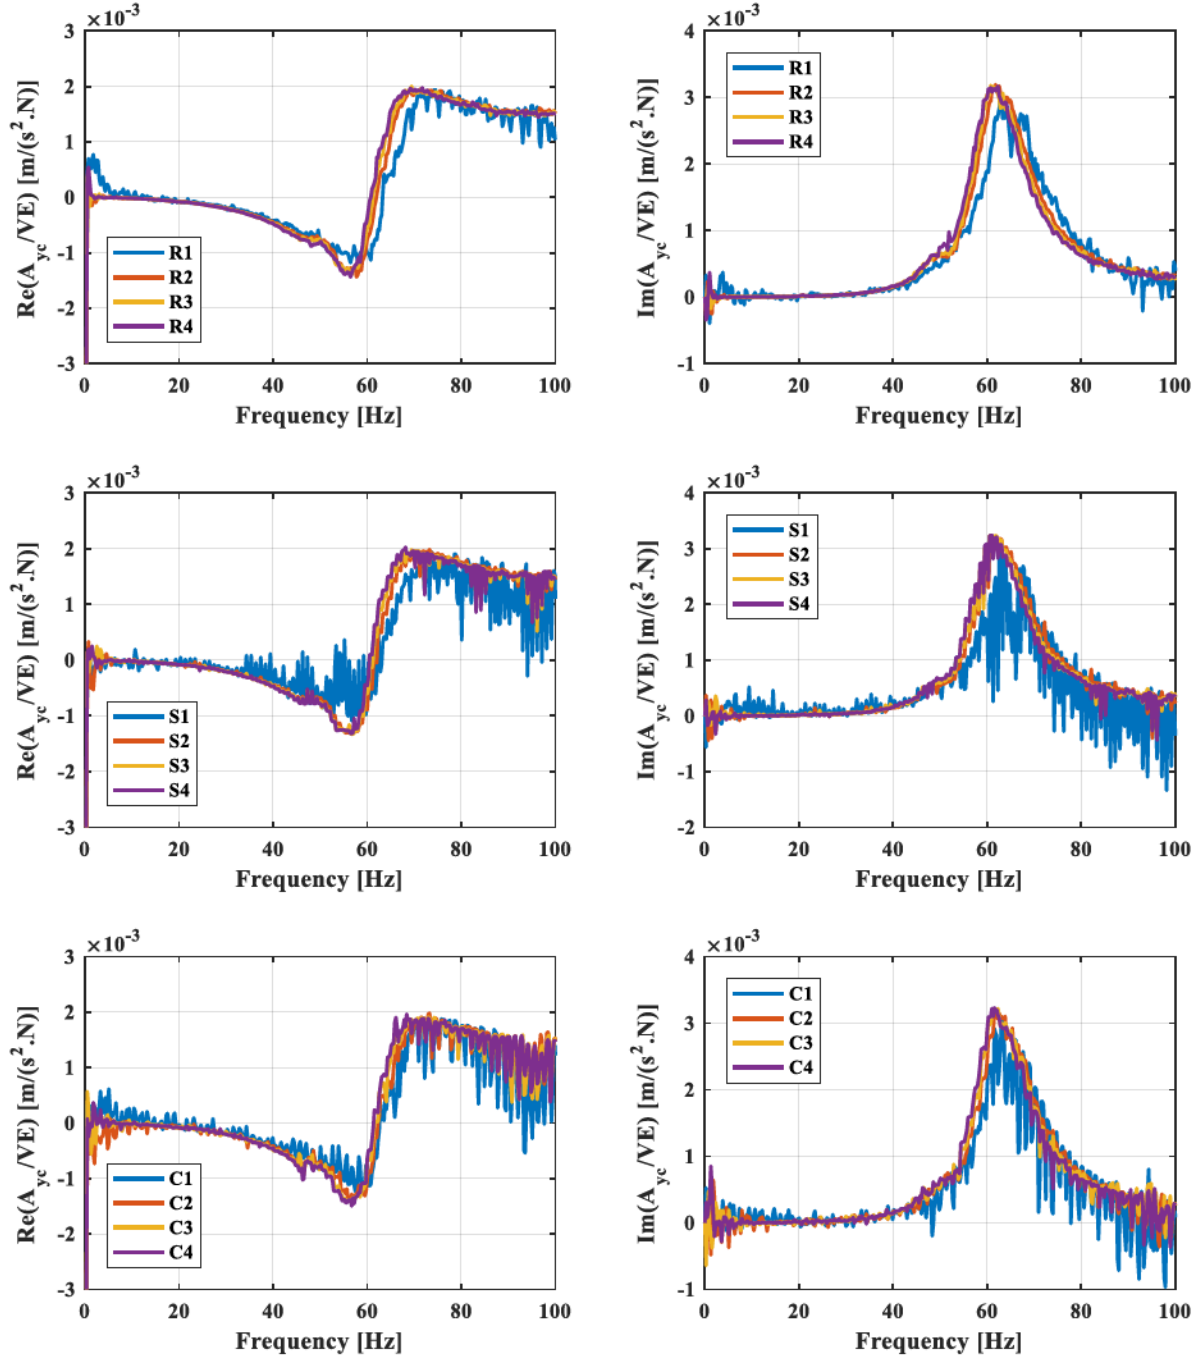 ×10⁻³
3
2
1
0
-1
-2
-3
Re(A_yc/VE) [m/(s².N)]
R1
R2
R3
R4
0 20 40 60 80 100
Frequency [Hz]
×10⁻³
4
3
2
1
0
-1
Im(A_yc/VE) [m/(s².N)]
R1
R2
R3
R4
0 20 40 60 80 100
Frequency [Hz]
×10⁻³
3
2
1
0
-1
-2
-3
Re(A_yc/VE) [m/(s².N)]
S1
S2
S3
S4
0 20 40 60 80 100
Frequency [Hz]
×10⁻³
4
3
2
1
0
-1
-2
Im(A_yc/VE) [m/(s².N)]
S1
S2
S3
S4
0 20 40 60 80 100
Frequency [Hz]
×10⁻³
3
2
1
0
-1
-2
-3
Re(A_yc/VE) [m/(s².N)]
C1
C2
C3
C4
0 20 40 60 80 100
Frequency [Hz]
×10⁻³
4
3
2
1
0
-1
Im(A_yc/VE) [m/(s².N)]
C1
C2
C3
C4
0 20 40 60 80 100
Frequency [Hz]